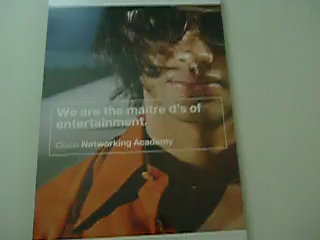 We are the maitre d's of
entertainment.
Cisco Networking Academy